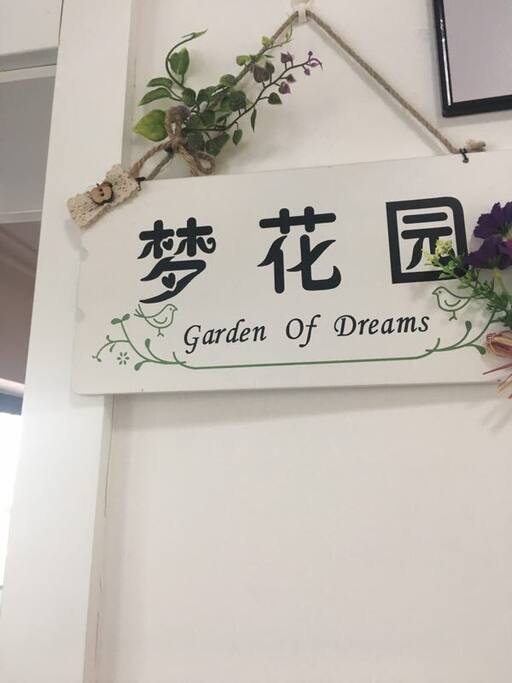 梦花园
Garden Of Dreams